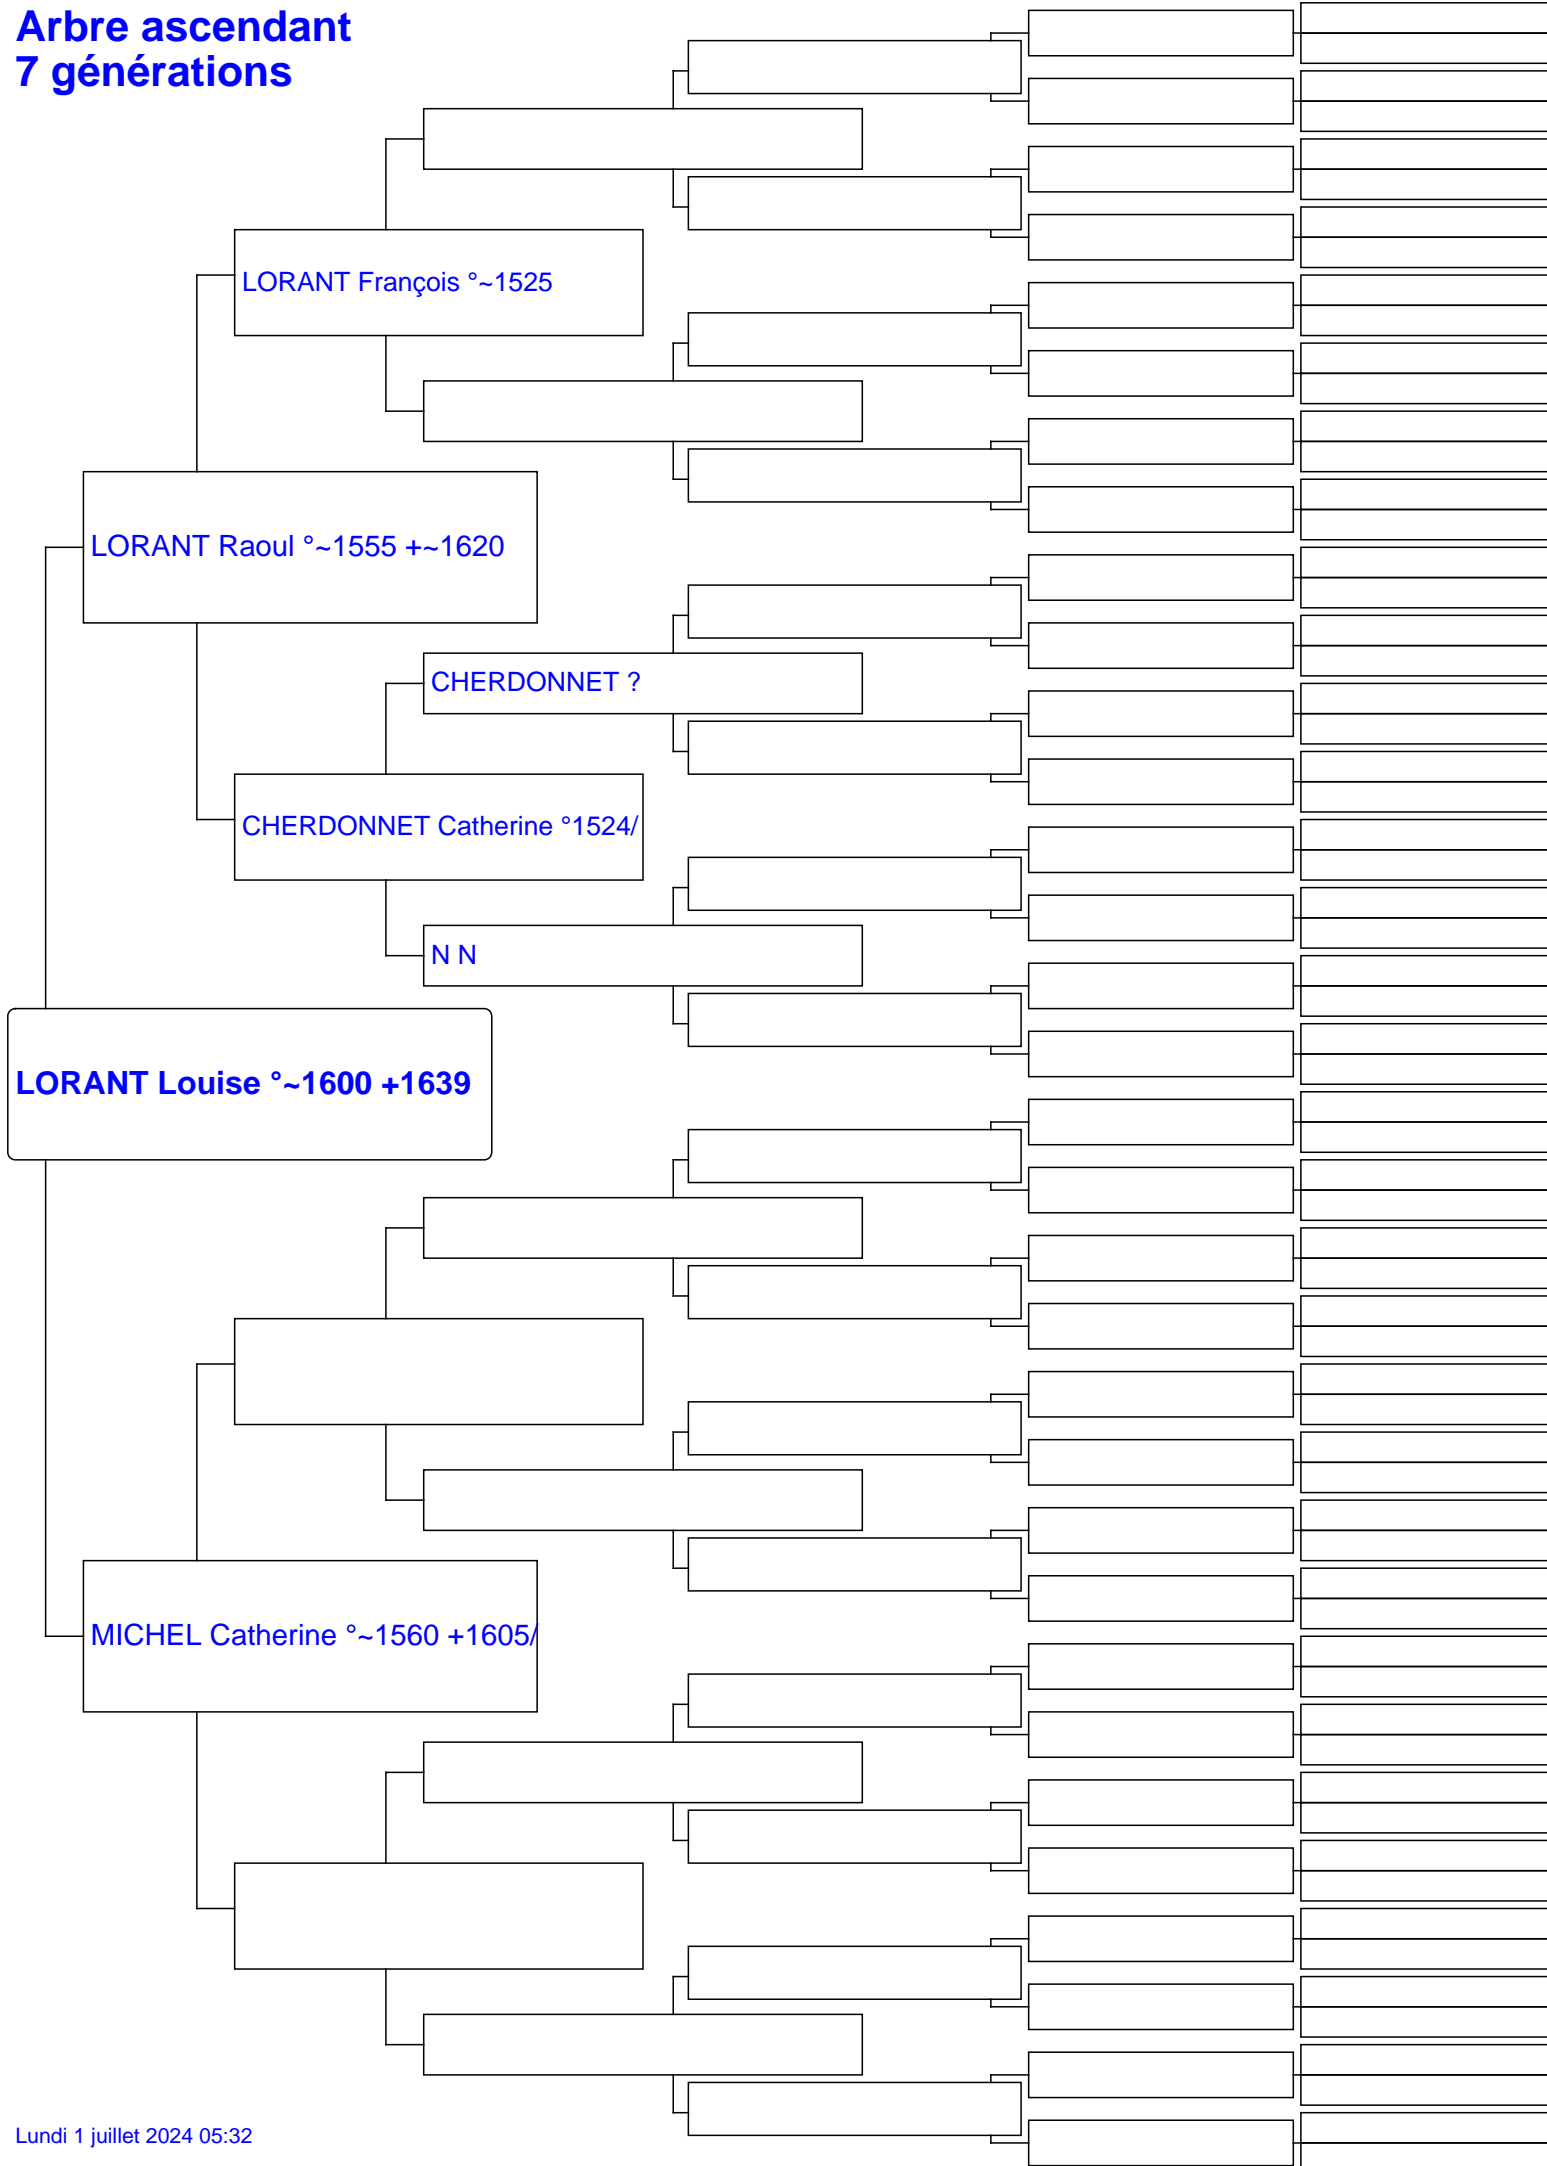 Arbre ascendant
7 générations
LORANT François °~1525
LORANT Raoul °~1555 +~1620
CHERDONNET ?
CHERDONNET Catherine °1524/
N N
LORANT Louise °~1600 +1639
MICHEL Catherine °~1560 +1605/
Lundi 1 juillet 2024 05:32